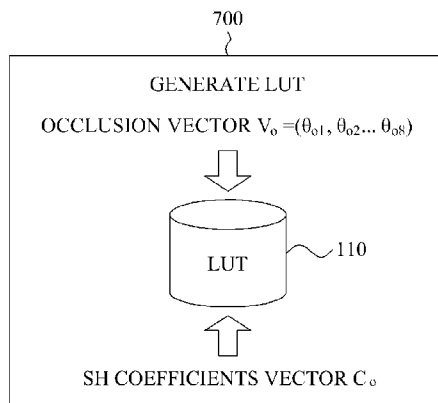 700
GENERATE LUT
OCCLUSION VECTOR Vₒ =(θₒ₁, θₒ₂... θₒ₈)
LUT
110
SH COEFFICIENTS VECTOR Cₒ